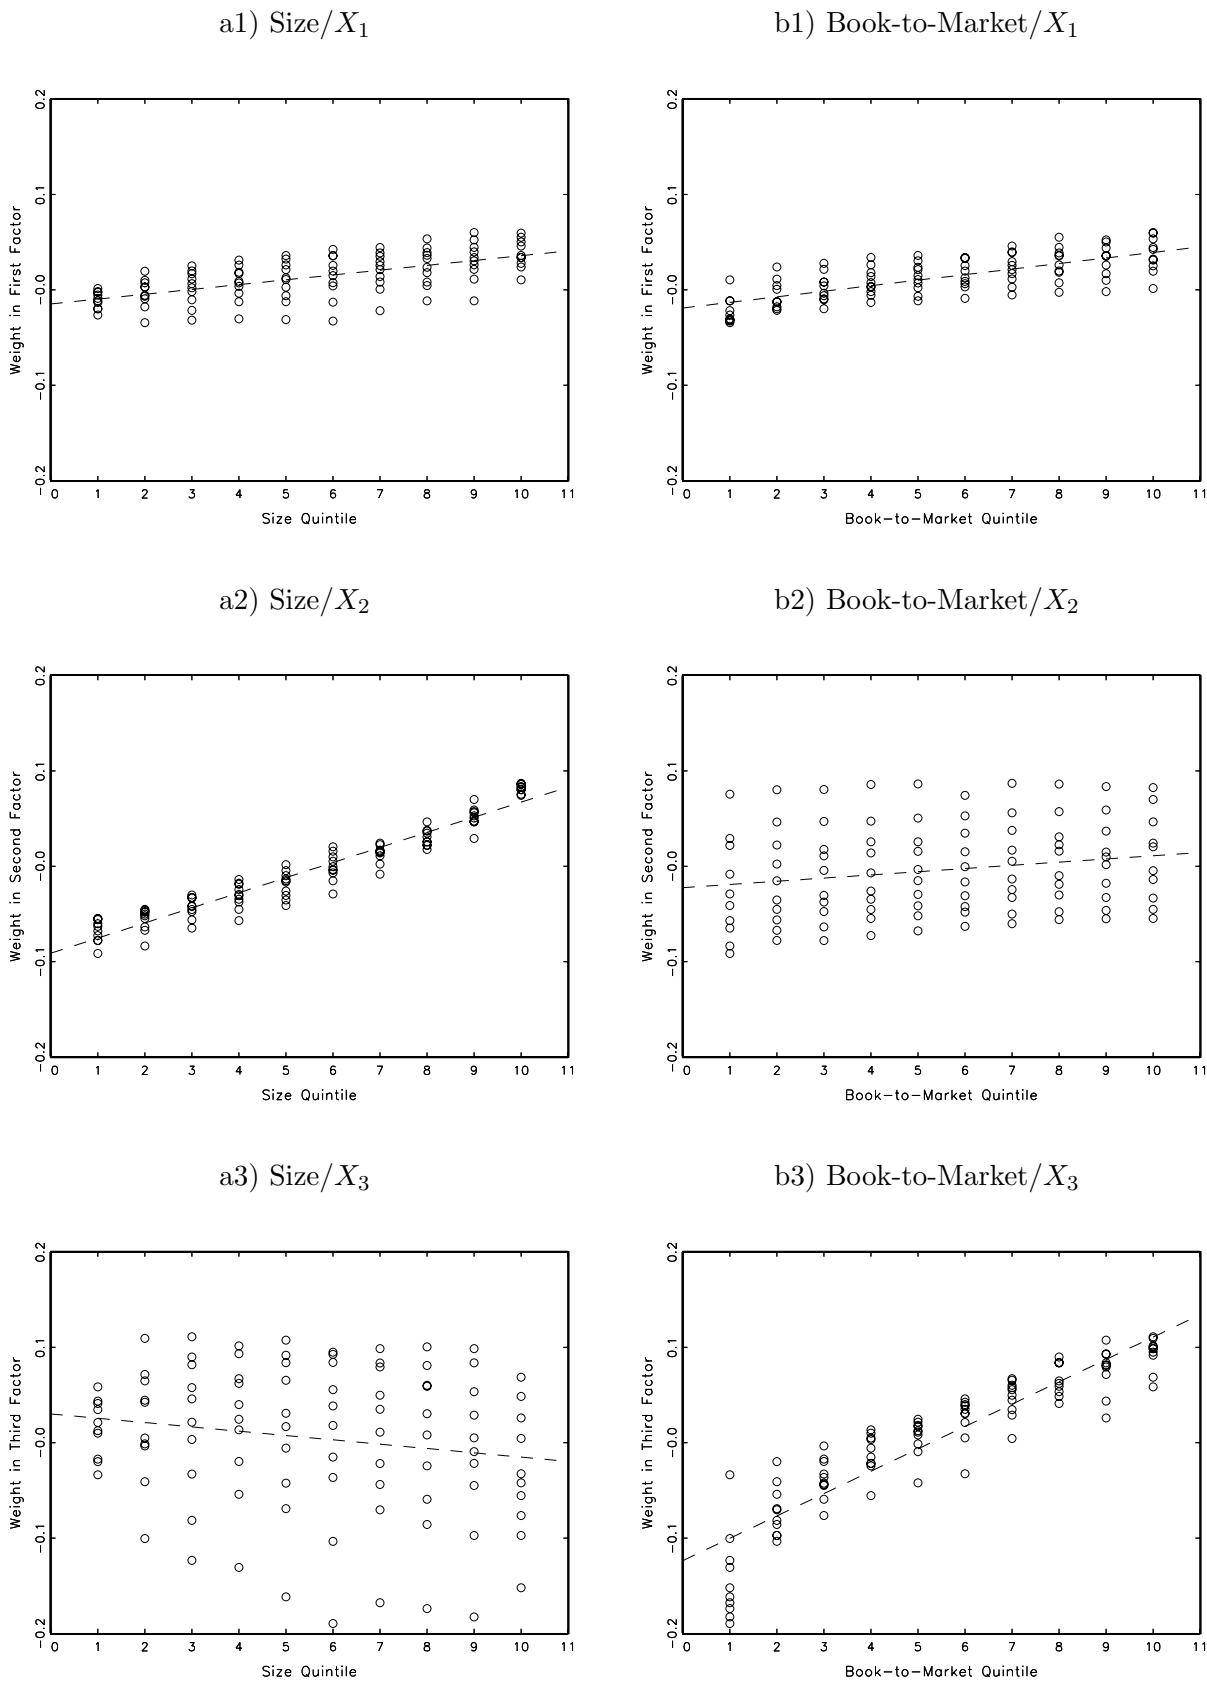 a1) Size/X1
b1) Book-to-Market/X1
Weight in First Factor
-0.2 -0.1 -0.0 0.1 0.2
0 1 2 3 4 5 6 7 8 9 10 11
Size Quintile
Weight in First Factor
-0.2 -0.1 -0.0 0.1 0.2
0 1 2 3 4 5 6 7 8 9 10 11
Book-to-Market Quintile
a2) Size/X2
b2) Book-to-Market/X2
Weight in Second Factor
-0.2 -0.1 -0.0 0.1 0.2
0 1 2 3 4 5 6 7 8 9 10 11
Size Quintile
Weight in Second Factor
-0.2 -0.1 -0.0 0.1 0.2
0 1 2 3 4 5 6 7 8 9 10 11
Book-to-Market Quintile
a3) Size/X3
b3) Book-to-Market/X3
Weight in Third Factor
-0.2 -0.1 -0.0 0.1 0.2
0 1 2 3 4 5 6 7 8 9 10 11
Size Quintile
Weight in Third Factor
-0.2 -0.1 -0.0 0.1 0.2
0 1 2 3 4 5 6 7 8 9 10 11
Book-to-Market Quintile